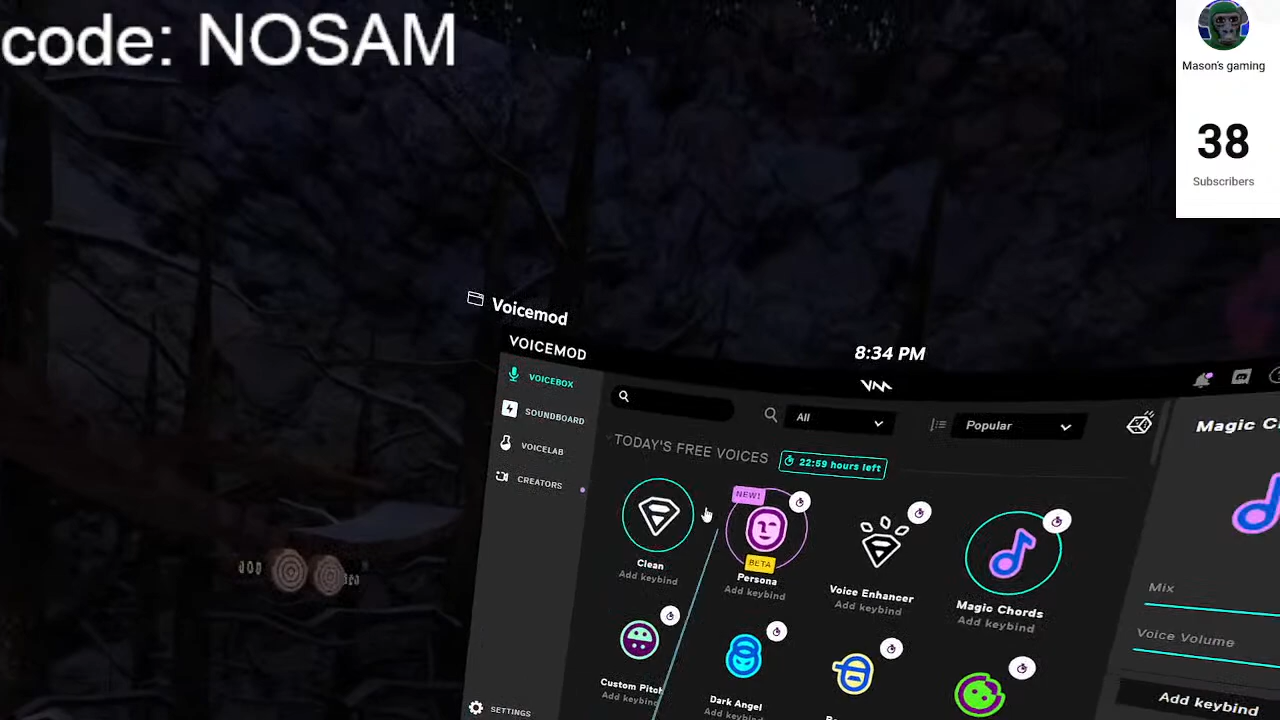 code: NOSAM
Mason's gaming
38
Subscribers
Voicemod
VOICEMOD
8:34 PM
VOICEBOX
All
Popular
SOUNDBOARD
TODAY'S FREE VOICES
22:59 hours left
VOICELAB
CREATORS
NEW!
BETA
Clean
Add keybind
Persona
Add keybind
Voice Enhancer
Add keybind
Magic Chords
Add keybind
Mix
Voice Volume
Add keybind
Custom Pitch
Add keybind
Dark Angel
SETTINGS